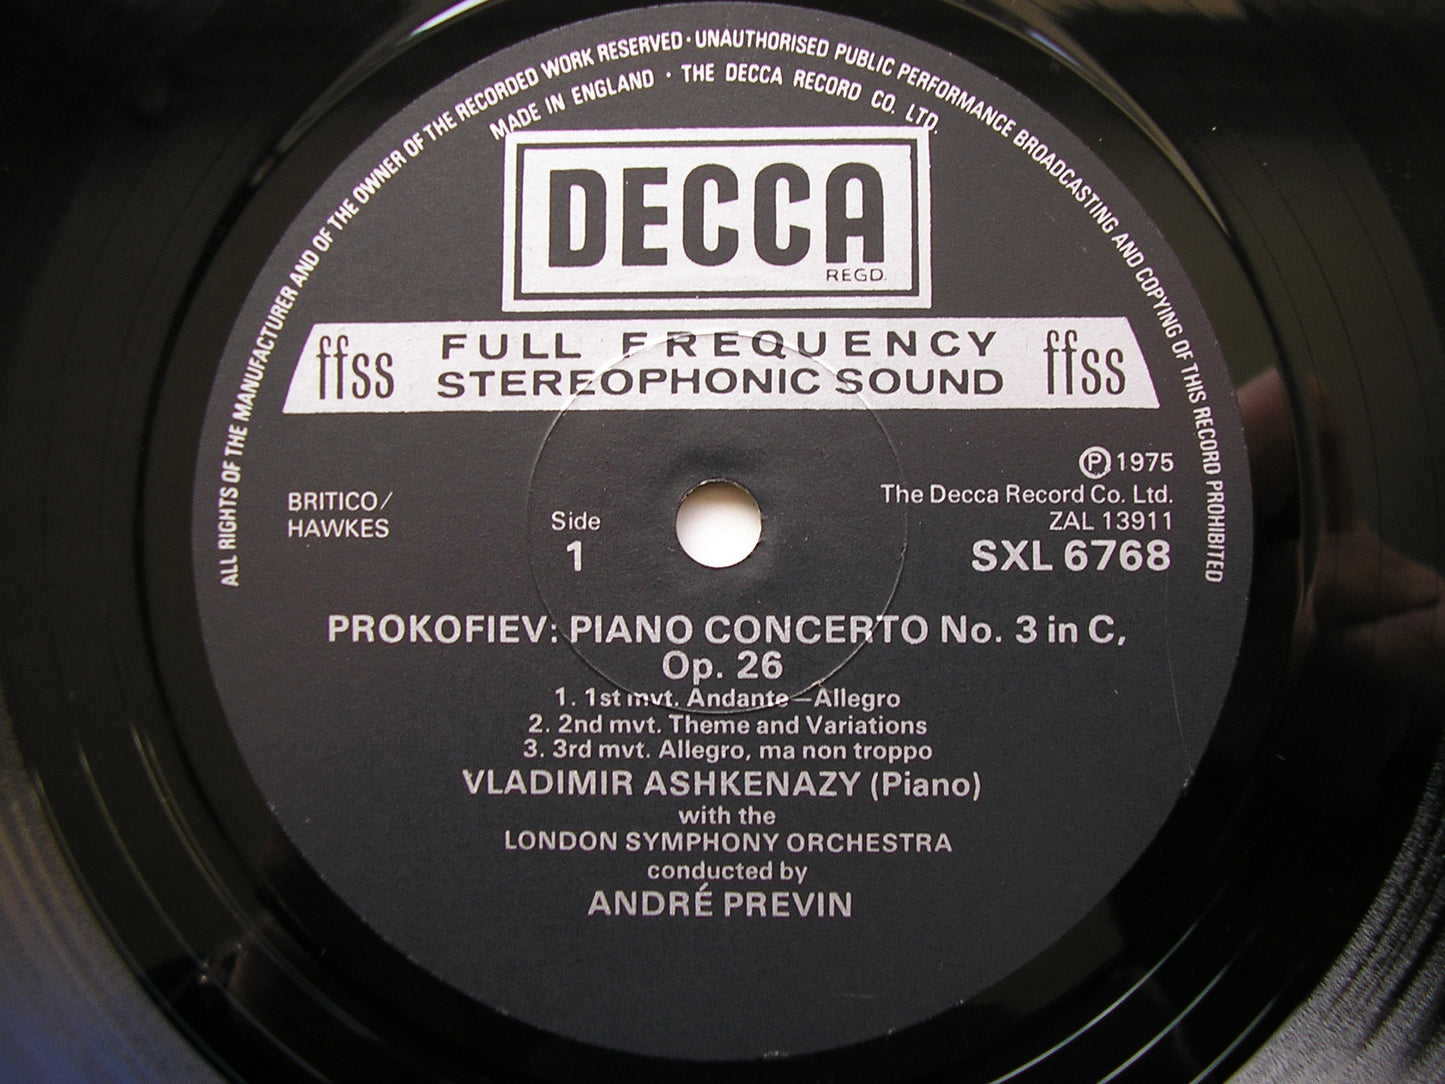 ALL RIGHTS OF THE MANUFACTURER AND OF THE OWNER OF THE RECORDED WORK RESERVED · UNAUTHORISED PUBLIC PERFORMANCE BROADCASTING AND COPYING OF THIS RECORD PROHIBITED
MADE IN ENGLAND · THE DECCA RECORD CO. LTD.
DECCA
REGD.
ffss FULL FREQUENCY ffss
STEREOPHONIC SOUND
Ⓟ1975
BRITICO/ The Decca Record Co. Ltd.
HAWKES Side ZAL 13911
1 SXL 6768
PROKOFIEV: PIANO CONCERTO No. 3 in C,
Op. 26
1. 1st mvt. Andante—Allegro
2. 2nd mvt. Theme and Variations
3. 3rd mvt. Allegro, ma non troppo
VLADIMIR ASHKENAZY (Piano)
with the
LONDON SYMPHONY ORCHESTRA
conducted by
ANDRÉ PREVIN